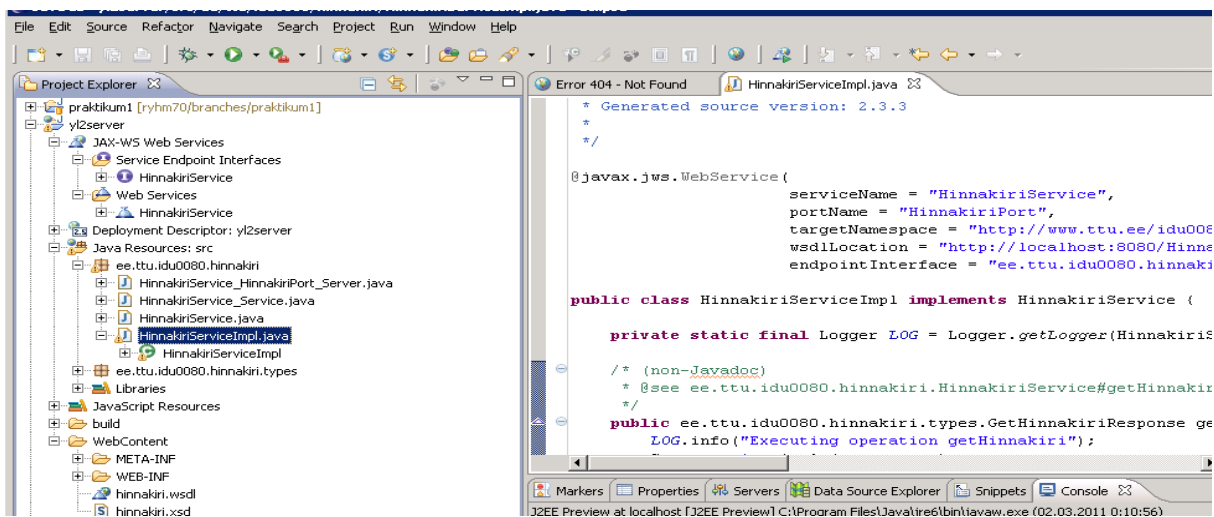 File Edit Source Refactor Navigate Search Project Run Window Help
Project Explorer
praktikum1 [ryhm70/branches/praktikum1]
yl2server
JAX-WS Web Services
Service Endpoint Interfaces
HinnakiriService
Web Services
HinnakiriService
Deployment Descriptor: yl2server
Java Resources: src
ee.ttu.idu0080.hinnakiri
HinnakiriService_HinnakiriPort_Server.java
HinnakiriService_Service.java
HinnakiriService.java
HinnakiriServiceImpl.java
HinnakiriServiceImpl
ee.ttu.idu0080.hinnakiri.types
Libraries
JavaScript Resources
build
WebContent
META-INF
WEB-INF
hinnakiri.wsdl
hinnakiri.xsd
Error 404 - Not Found HinnakiriServiceImpl.java
* Generated source version: 2.3.3
*
*/
@javax.jws.WebService(
serviceName = "HinnakiriService",
portName = "HinnakiriPort",
targetNamespace = "http://www.ttu.ee/idu008
wsdlLocation = "http://localhost:8080/Hinna
endpointInterface = "ee.ttu.idu0080.hinnaki
public class HinnakiriServiceImpl implements HinnakiriService {
private static final Logger LOG = Logger.getLogger(HinnakiriS
/* (non-Javadoc)
* @see ee.ttu.idu0080.hinnakiri.HinnakiriService#getHinnakir
*/
public ee.ttu.idu0080.hinnakiri.types.GetHinnakiriResponse ge
LOG.info("Executing operation getHinnakiri");
Markers Properties Servers Data Source Explorer Snippets Console
J2EE Preview at localhost [J2EE Preview] C:\Program Files\Java\jre6\bin\javaw.exe (02.03.2011 0:10:56)